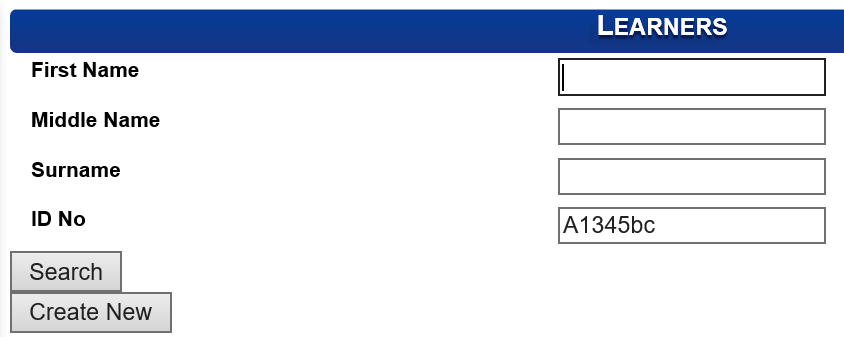 LEARNERS
First Name
Middle Name
Surname
ID No A1345bc
Search
Create New